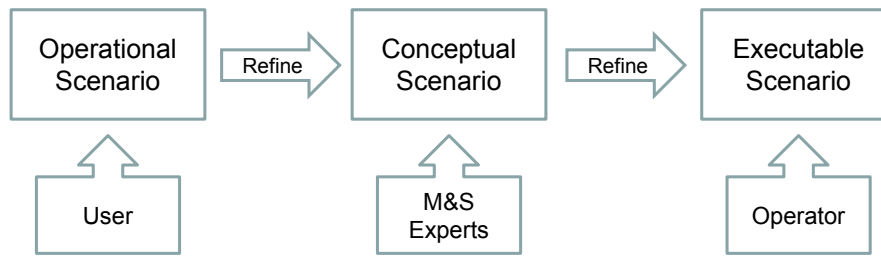 Operational
Scenario
Refine
Conceptual
Scenario
Refine
Executable
Scenario
User
M&S
Experts
Operator